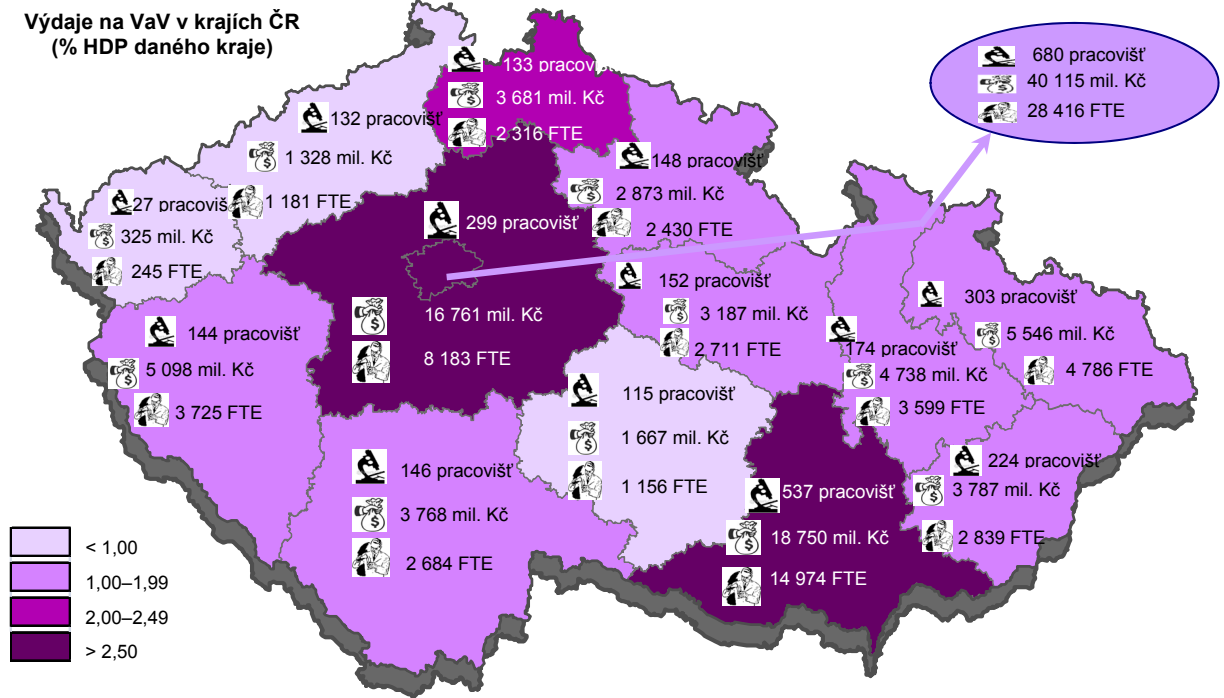 Výdaje na VaV v krajích ČR
(% HDP daného kraje)
680 pracovišť
40 115 mil. Kč
28 416 FTE
133 pracovišť
3 681 mil. Kč
2 316 FTE
132 pracovišť
1 328 mil. Kč
1 181 FTE
27 pracoviš
325 mil. Kč
245 FTE
148 pracovišť
2 873 mil. Kč
2 430 FTE
299 pracovišť
16 761 mil. Kč
8 183 FTE
152 pracovišť
3 187 mil. Kč
2 711 FTE
303 pracovišť
5 546 mil. Kč
4 786 FTE
144 pracovišť
5 098 mil. Kč
3 725 FTE
174 pracovišť
4 738 mil. Kč
3 599 FTE
115 pracovišť
1 667 mil. Kč
1 156 FTE
146 pracovišť
3 768 mil. Kč
2 684 FTE
537 pracovišť
18 750 mil. Kč
14 974 FTE
224 pracovišť
3 787 mil. Kč
2 839 FTE
< 1,00
1,00–1,99
2,00–2,49
> 2,50